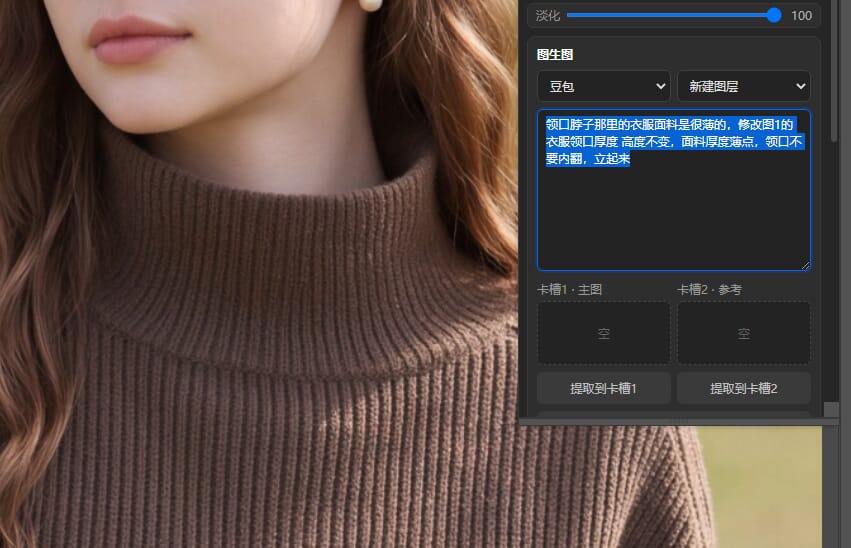 淡化
100
图生图
豆包
新建图层
领口脖子那里的衣服面料是很薄的，修改图1的
衣服领口厚度 高度不变，面料厚度薄点，领口不
要内翻，立起来
卡槽1 · 主图
卡槽2 · 参考
空
空
提取到卡槽1
提取到卡槽2